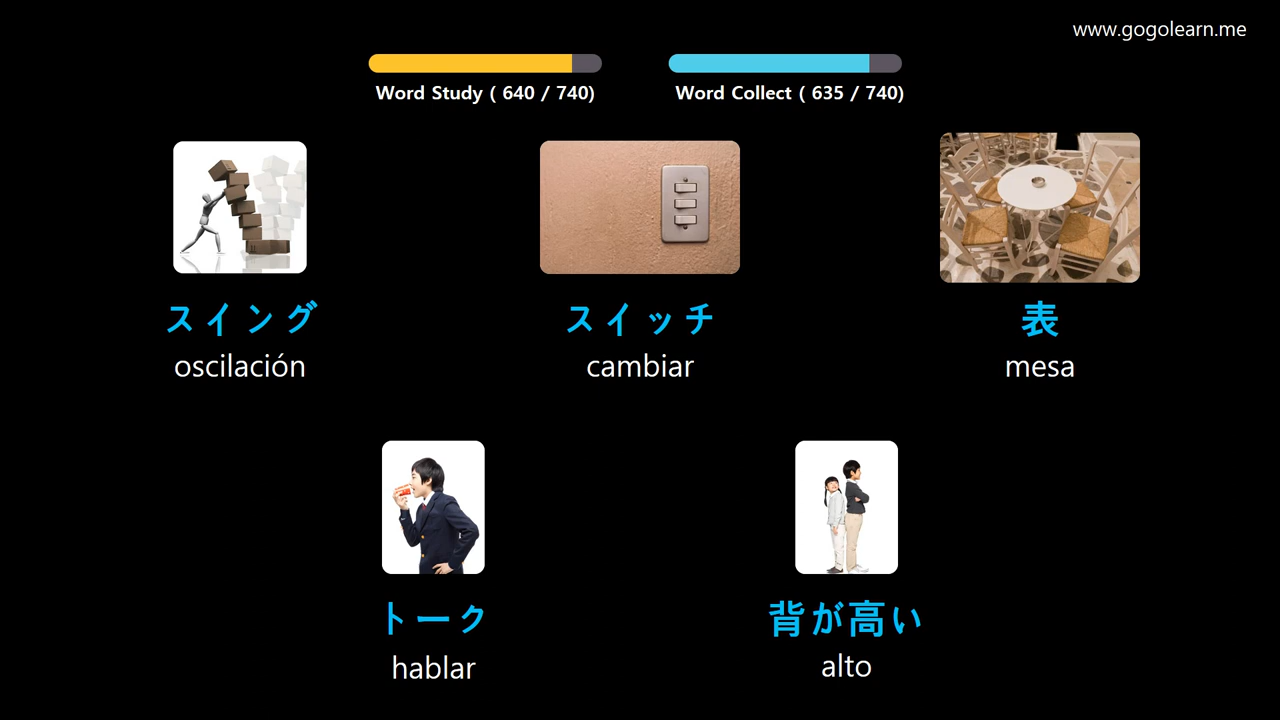 www.gogolearn.me
Word Study ( 640 / 740)
Word Collect ( 635 / 740)
スイング
oscilación
スイッチ
cambiar
表
mesa
トーク
hablar
背が高い
alto